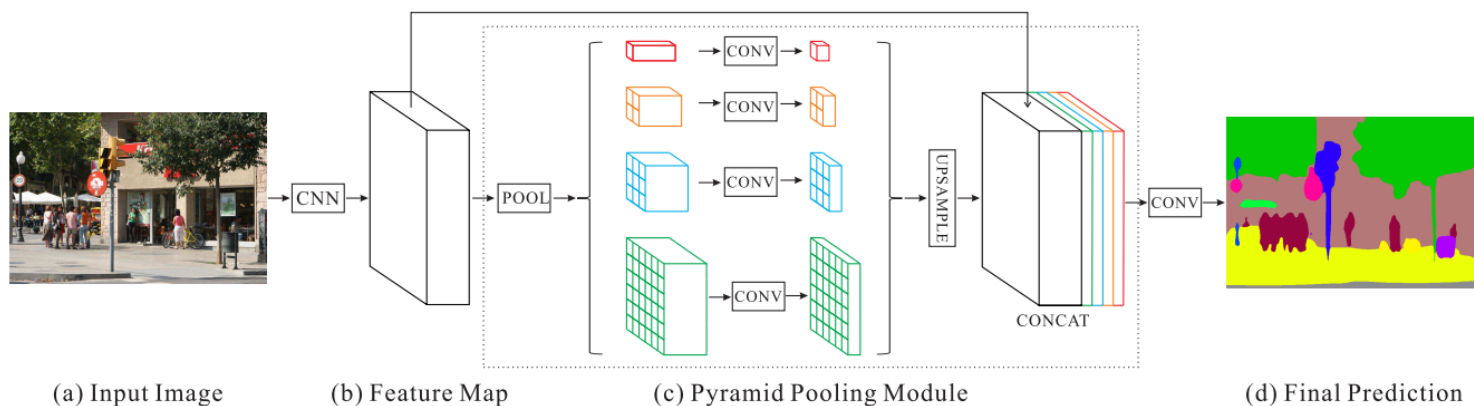 CNN
POOL
CONV
CONV
CONV
CONV
UPSAMPLE
CONCAT
CONV
(a) Input Image
(b) Feature Map
(c) Pyramid Pooling Module
(d) Final Prediction